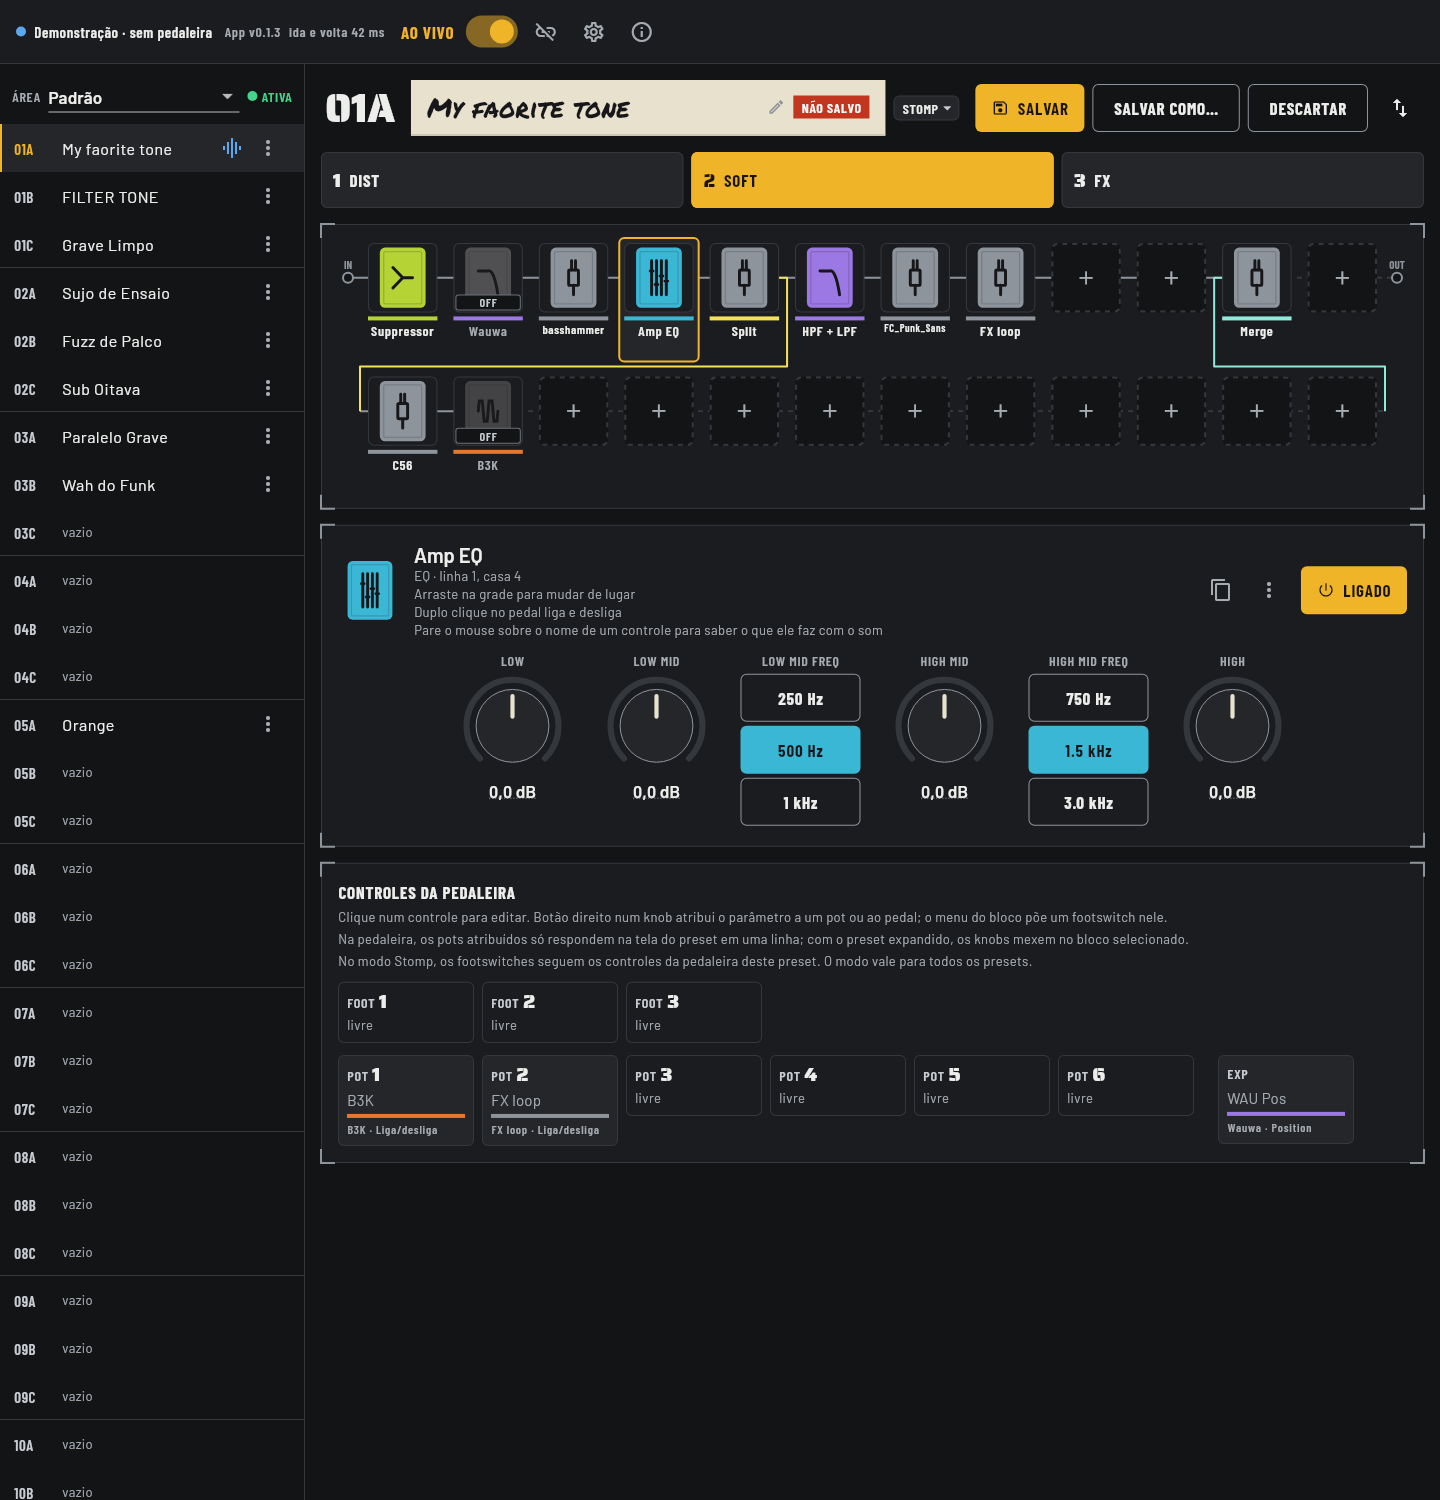 Demonstração · sem pedaleira App v0.1.3 Ida e volta 42 ms AO VIVO
ÁREA Padrão ATIVA
01A My faorite tone
01B FILTER TONE
01C Grave Limpo
02A Sujo de Ensaio
02B Fuzz de Palco
02C Sub Oitava
03A Paralelo Grave
03B Wah do Funk
03C vazio
04A vazio
04B vazio
04C vazio
05A Orange
05B vazio
05C vazio
06A vazio
06B vazio
06C vazio
07A vazio
07B vazio
07C vazio
08A vazio
08B vazio
08C vazio
09A vazio
09B vazio
09C vazio
10A vazio
10B vazio
01A My faorite tone NÃO SALVO STOMP SALVAR SALVAR COMO... DESCARTAR
1 DIST 2 SOFT 3 FX
IN OUT
OFF
Suppressor Wauwa basshammer Amp EQ Split HPF + LPF FC_Punk_Sans FX loop Merge
OFF
C56 B3K
Amp EQ
EQ · linha 1, casa 4
Arraste na grade para mudar de lugar
Duplo clique no pedal liga e desliga
Pare o mouse sobre o nome de um controle para saber o que ele faz com o som
LIGADO
LOW LOW MID LOW MID FREQ HIGH MID HIGH MID FREQ HIGH
250 Hz 750 Hz
500 Hz 1.5 kHz
0,0 dB 0,0 dB 1 kHz 0,0 dB 3.0 kHz 0,0 dB
CONTROLES DA PEDALEIRA
Clique num controle para editar. Botão direito num knob atribui o parâmetro a um pot ou ao pedal; o menu do bloco põe um footswitch nele.
Na pedaleira, os pots atribuídos só respondem na tela do preset em uma linha; com o preset expandido, os knobs mexem no bloco selecionado.
No modo Stomp, os footswitches seguem os controles da pedaleira deste preset. O modo vale para todos os presets.
FOOT 1 FOOT 2 FOOT 3
livre livre livre
POT 1 POT 2 POT 3 POT 4 POT 5 POT 6 EXP
B3K FX loop livre livre livre livre WAU Pos
B3K · Liga/desliga FX loop · Liga/desliga Wauwa · Position